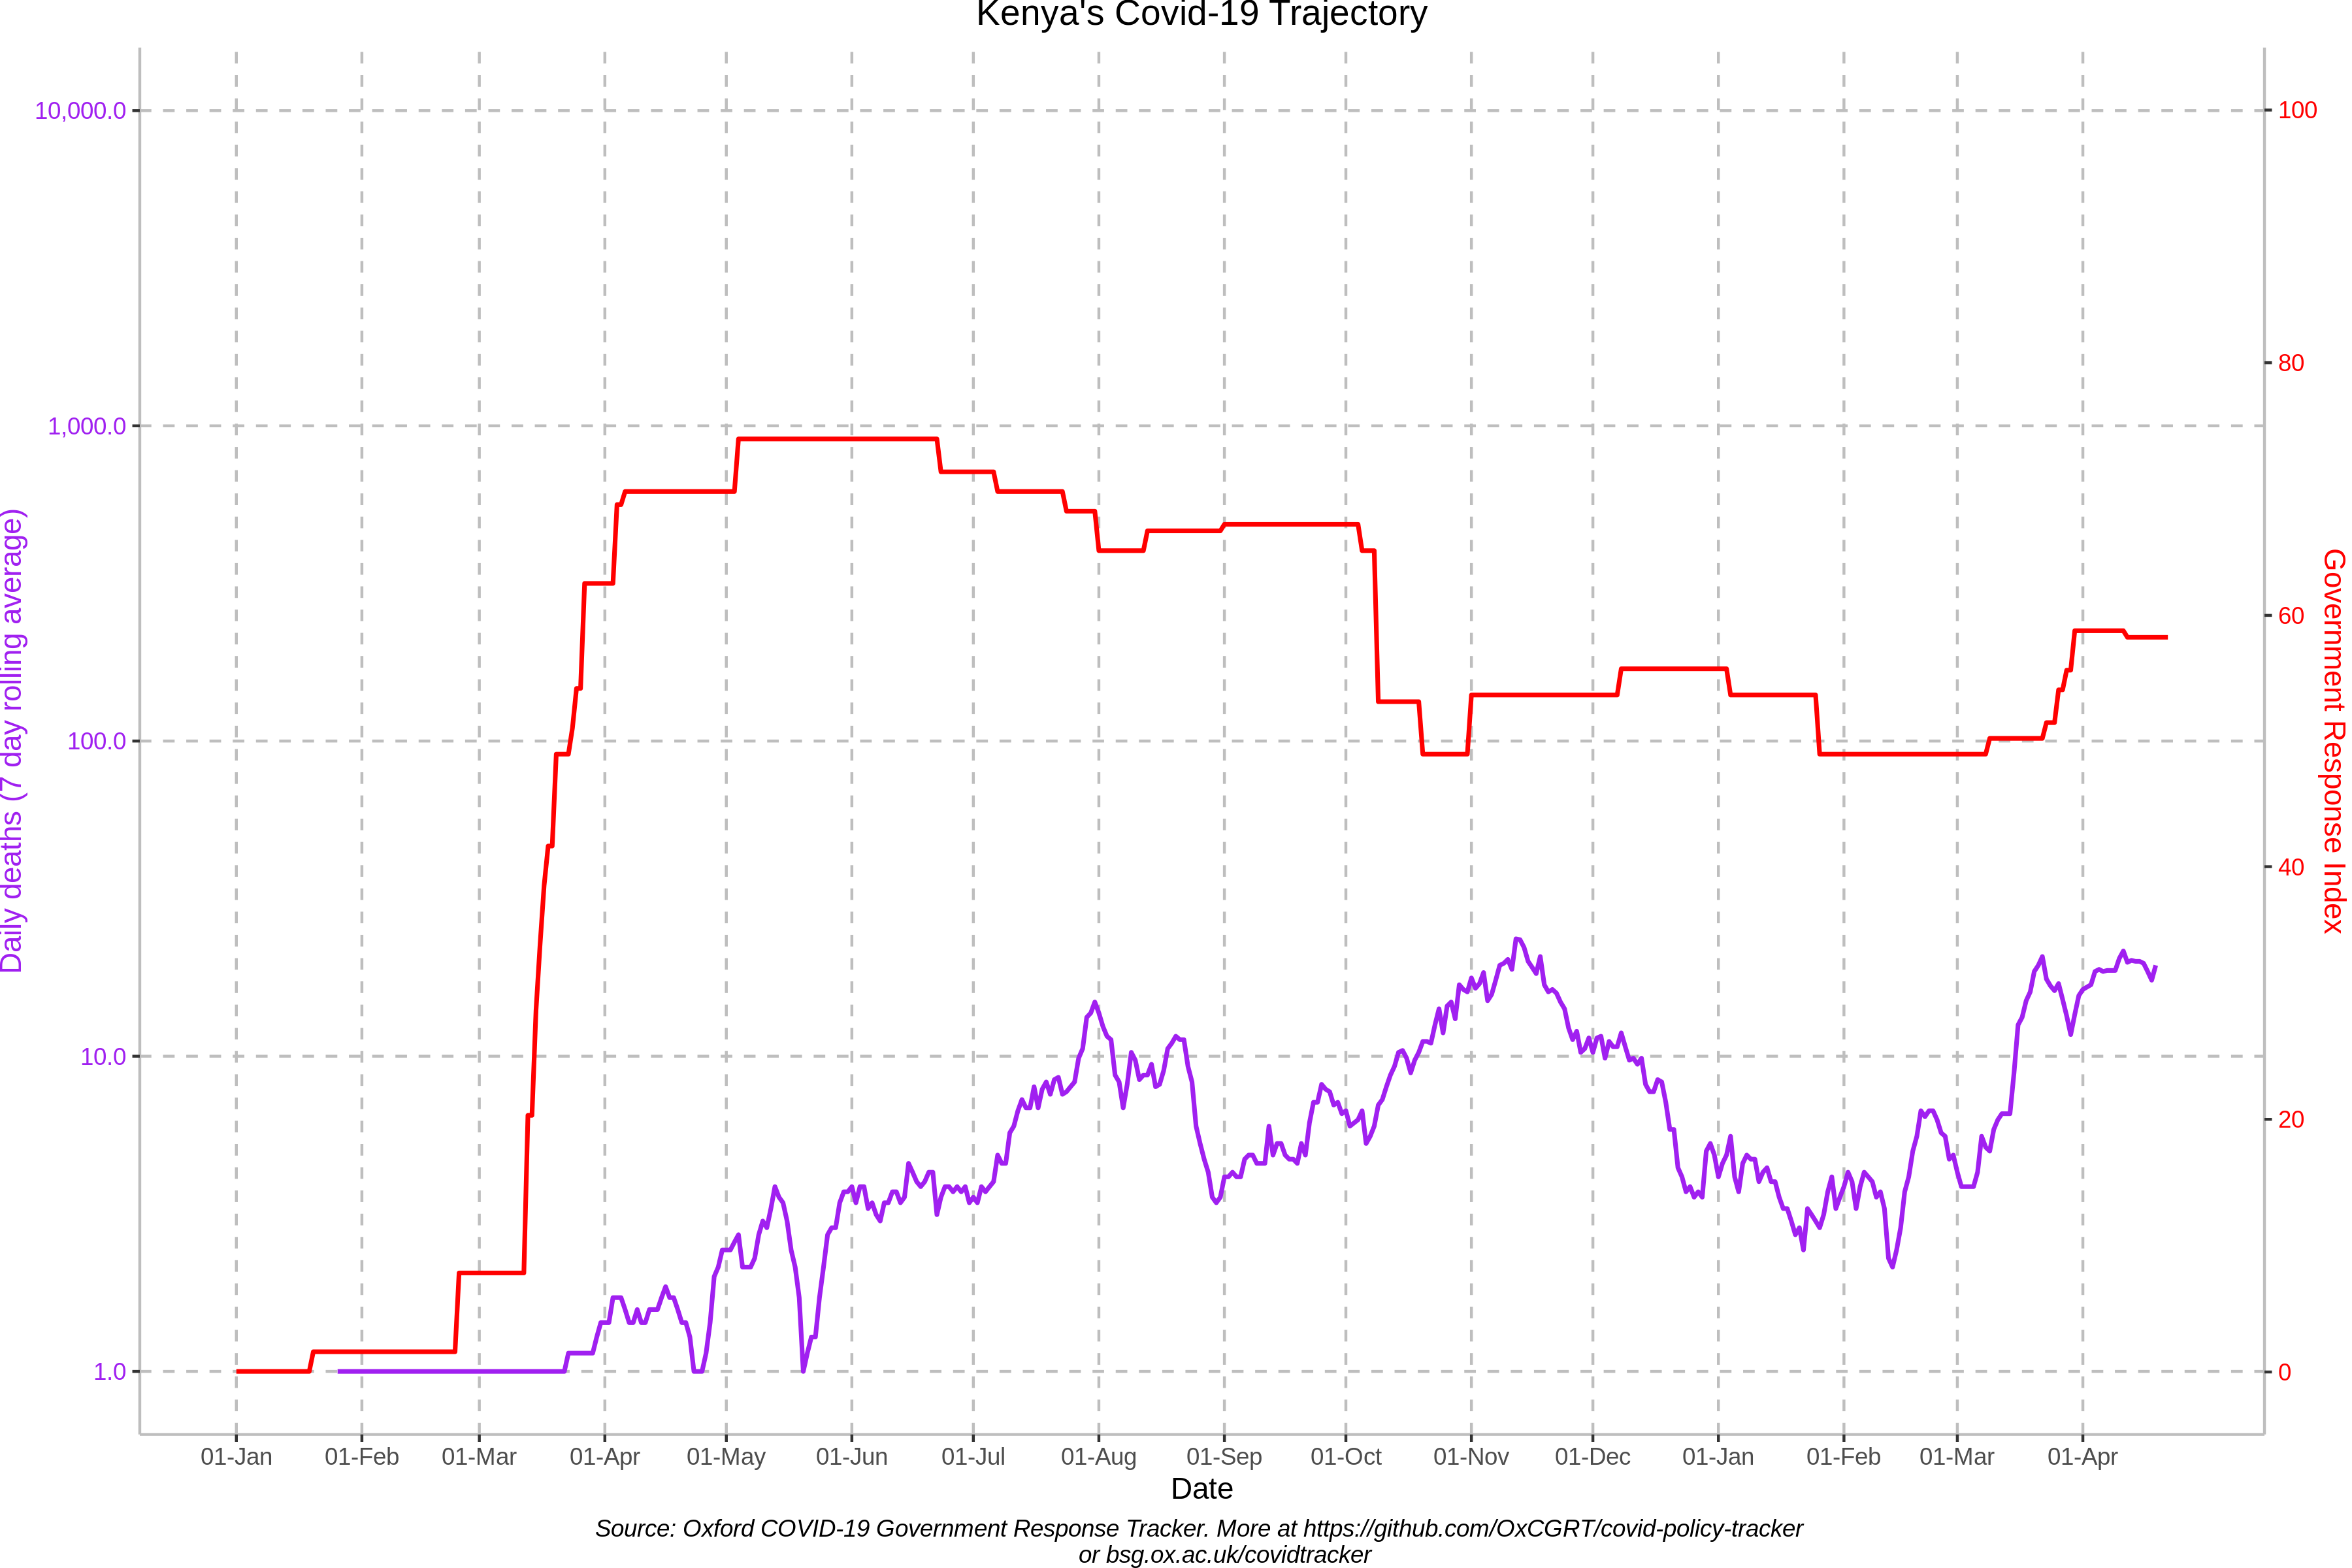 Kenya's Covid-19 Trajectory
10,000.0
1,000.0
100.0
10.0
1.0
Daily deaths (7 day rolling average)
100
80
60
40
20
0
Government Response Index
01-Jan 01-Feb 01-Mar 01-Apr 01-May 01-Jun 01-Jul 01-Aug 01-Sep 01-Oct 01-Nov 01-Dec 01-Jan 01-Feb 01-Mar 01-Apr
Date
Source: Oxford COVID-19 Government Response Tracker. More at https://github.com/OxCGRT/covid-policy-tracker
or bsg.ox.ac.uk/covidtracker